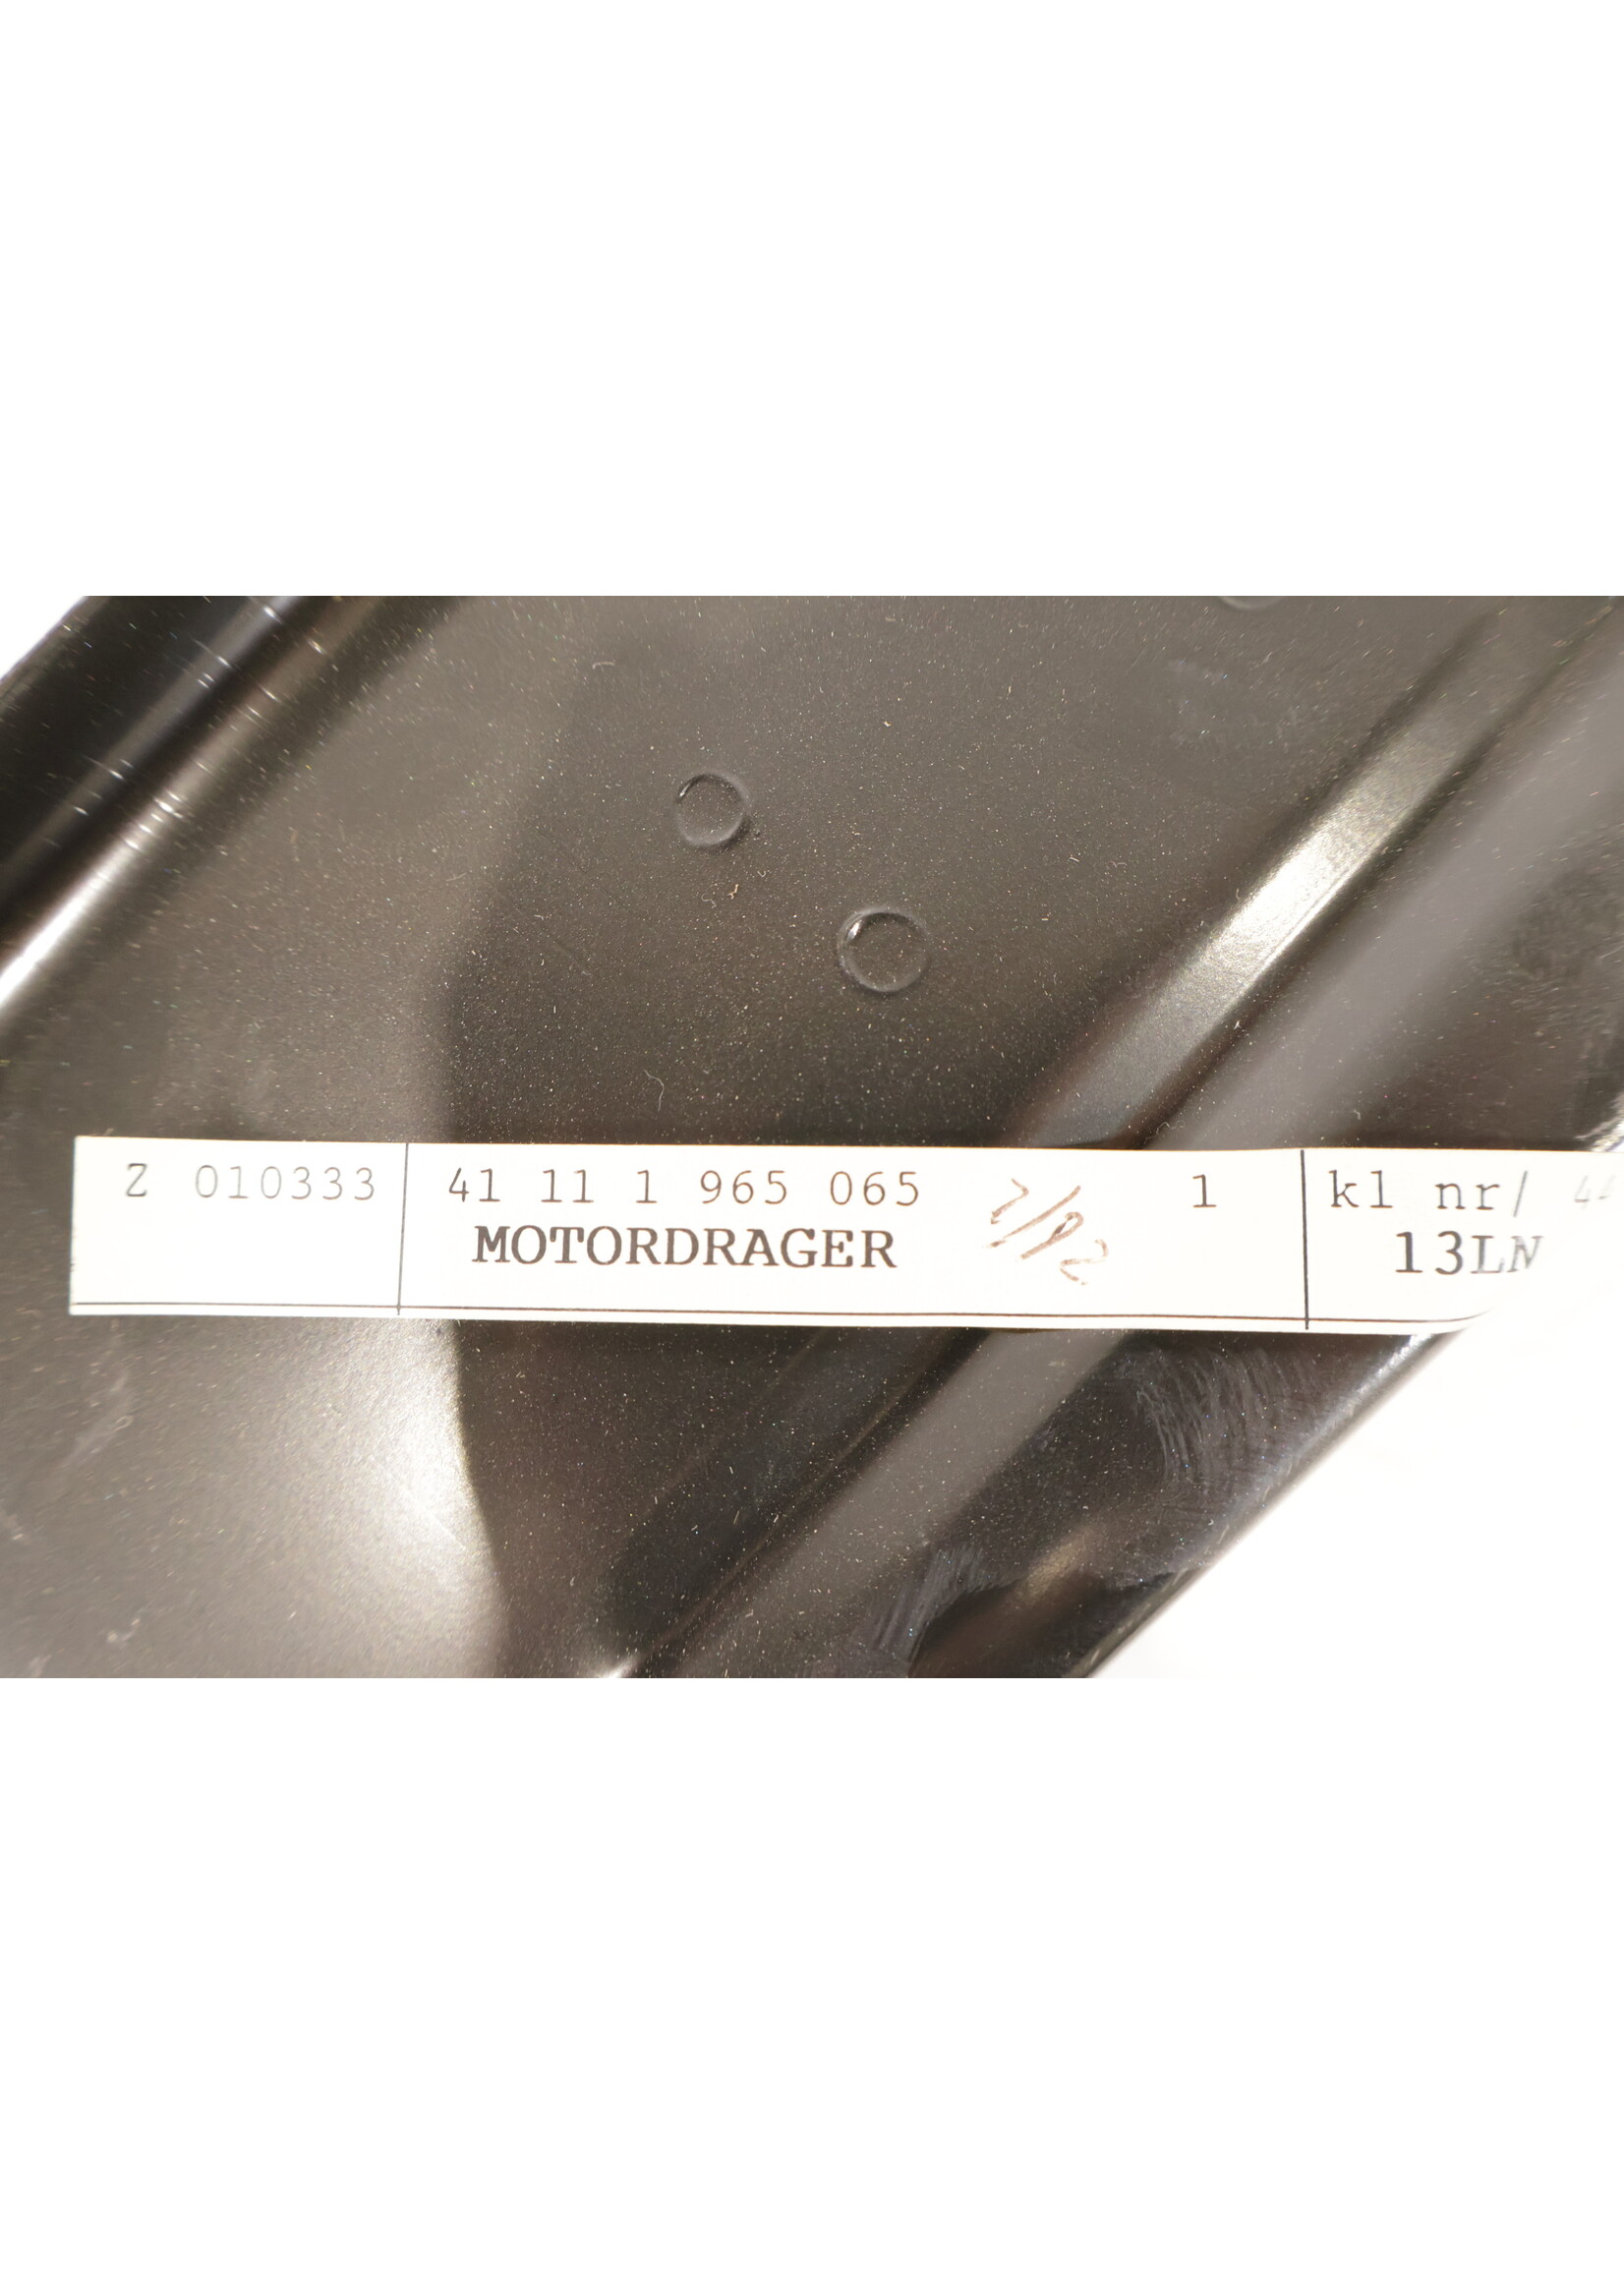 Z 010333 41 11 1 965 065 1 kl nr/
MOTORDRAGER 13LN